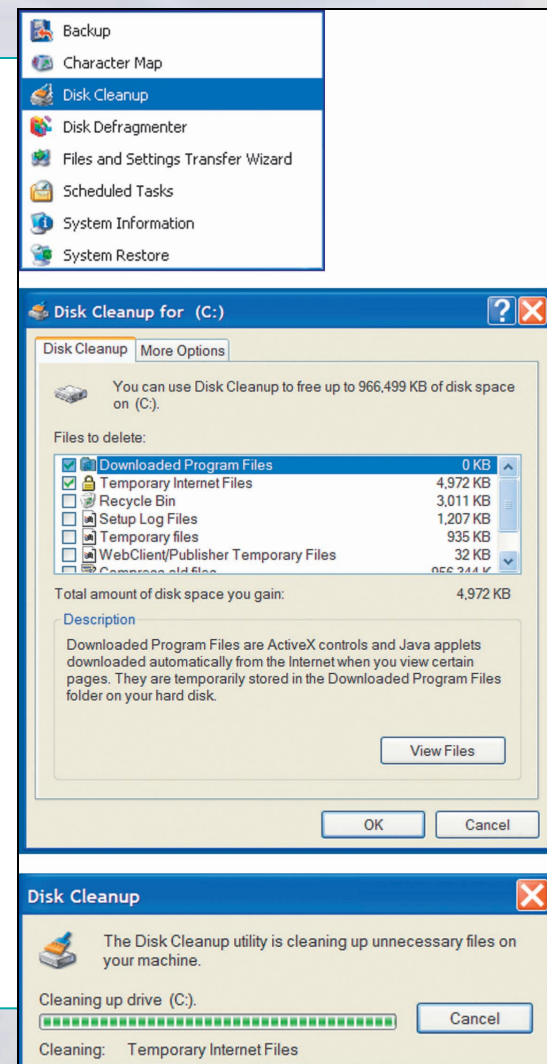 Backup
Character Map
Disk Cleanup
Disk Defragmenter
Files and Settings Transfer Wizard
Scheduled Tasks
System Information
System Restore
Disk Cleanup for (C:)
Disk Cleanup More Options
You can use Disk Cleanup to free up to 966,499 KB of disk space
on (C:).
Files to delete:
Downloaded Program Files 0 KB
Temporary Internet Files 4,972 KB
Recycle Bin 3,011 KB
Setup Log Files 1,207 KB
Temporary files 935 KB
WebClient/Publisher Temporary Files 32 KB
Compress old files 956,344 K
Total amount of disk space you gain: 4,972 KB
Description
Downloaded Program Files are ActiveX controls and Java applets
downloaded automatically from the Internet when you view certain
pages. They are temporarily stored in the Downloaded Program Files
folder on your hard disk.
View Files
OK Cancel
Disk Cleanup
The Disk Cleanup utility is cleaning up unnecessary files on
your machine.
Cleaning up drive (C:).
Cancel
Cleaning: Temporary Internet Files